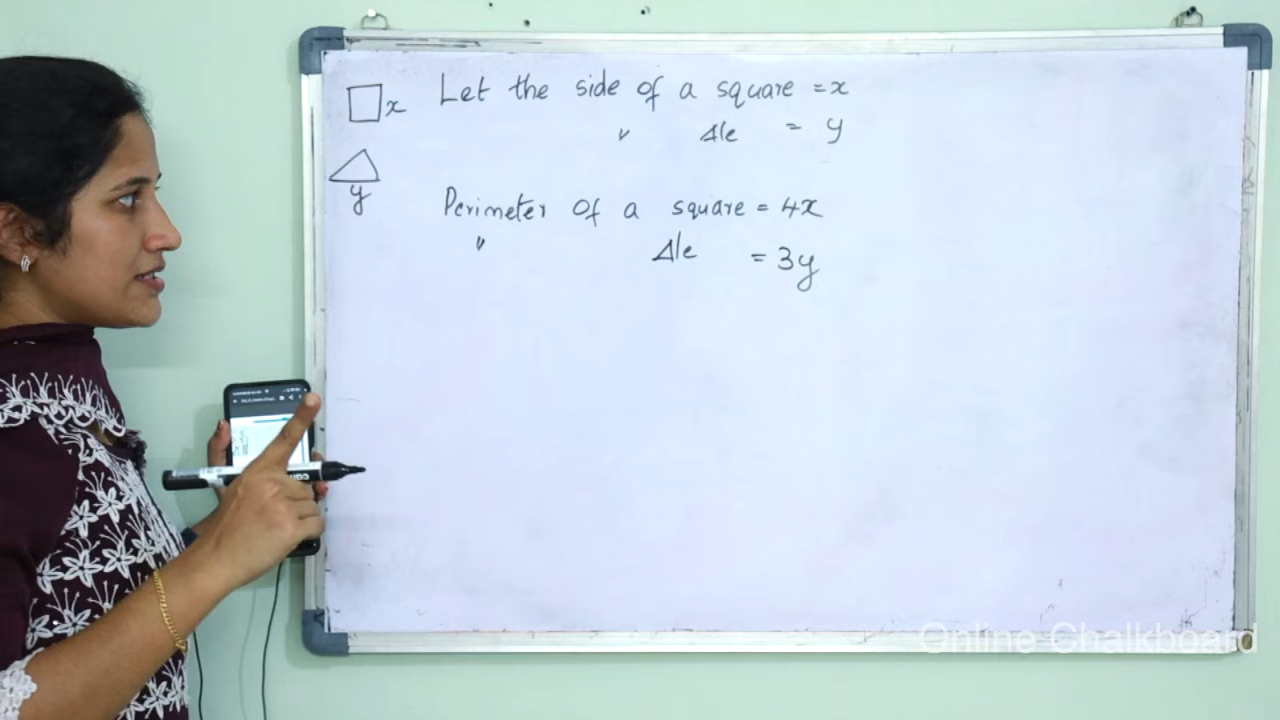 x Let the side of a square = x
" Δle = y
y
Perimeter of a square = 4x
" Δle = 3y
Online Chalkboard